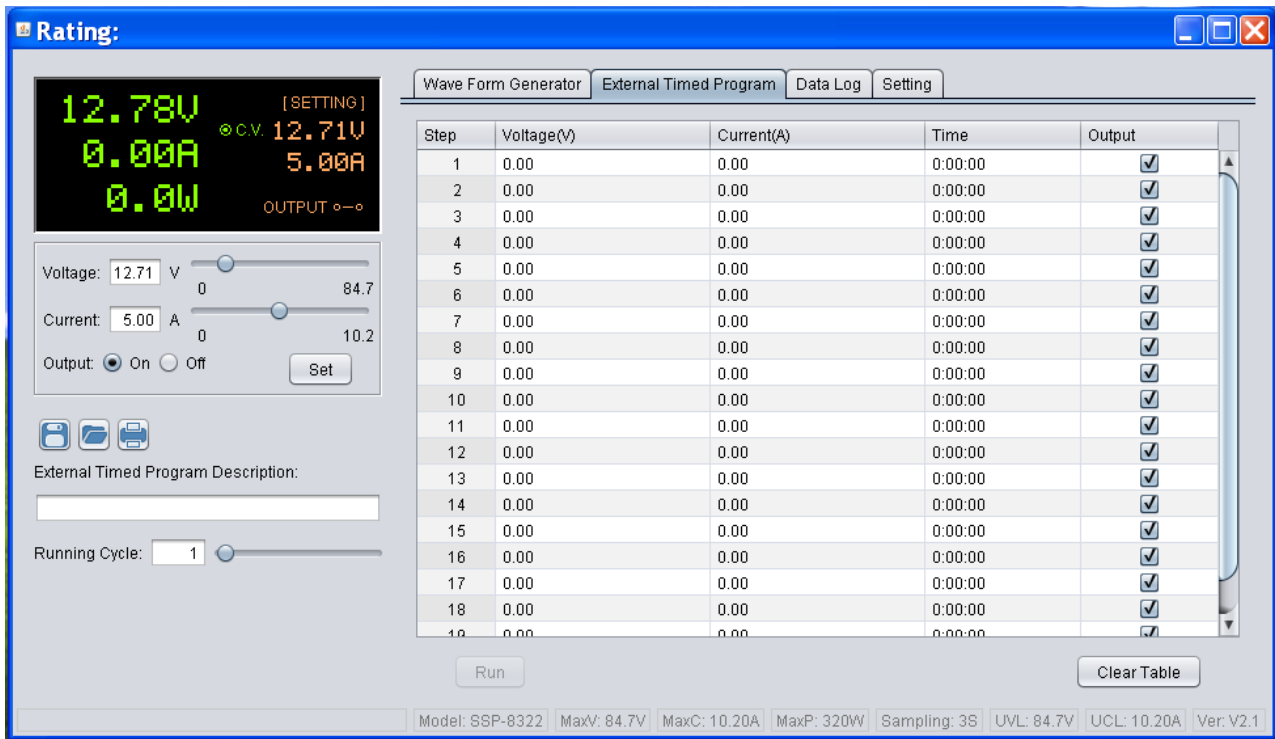 Rating:
12.78V
[SETTING]
C.V. 12.71V
0.00A
5.00A
0.0W
OUTPUT
Voltage: 12.71 V
0 84.7
Current: 5.00 A
0 10.2
Output: On Off
Set
External Timed Program Description:
Running Cycle: 1
Wave Form Generator External Timed Program Data Log Setting
Step Voltage(V) Current(A) Time Output
1 0.00 0.00 0:00:00
2 0.00 0.00 0:00:00
3 0.00 0.00 0:00:00
4 0.00 0.00 0:00:00
5 0.00 0.00 0:00:00
6 0.00 0.00 0:00:00
7 0.00 0.00 0:00:00
8 0.00 0.00 0:00:00
9 0.00 0.00 0:00:00
10 0.00 0.00 0:00:00
11 0.00 0.00 0:00:00
12 0.00 0.00 0:00:00
13 0.00 0.00 0:00:00
14 0.00 0.00 0:00:00
15 0.00 0.00 0:00:00
16 0.00 0.00 0:00:00
17 0.00 0.00 0:00:00
18 0.00 0.00 0:00:00
19 0.00 0.00 0:00:00
Run
Clear Table
Model: SSP-8322 MaxV: 84.7V MaxC: 10.20A MaxP: 320W Sampling: 3S UVL: 84.7V UCL: 10.20A Ver: V2.1